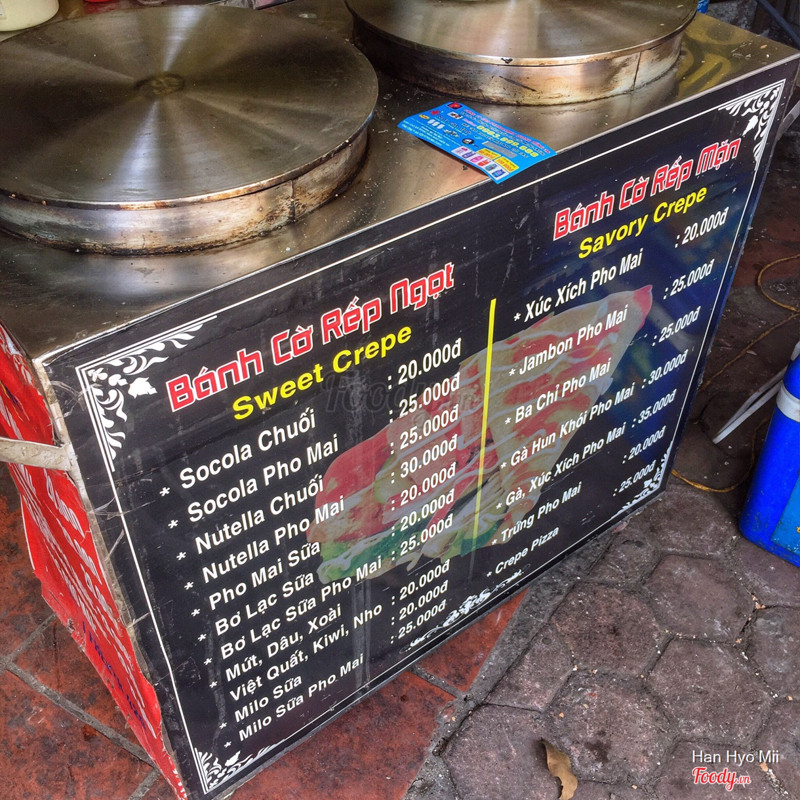 Bánh Cờ Rếp Ngọt
Sweet Crepe
* Socola Chuối : 20.000đ
* Socola Pho Mai : 25.000đ
* Nutella Chuối : 25.000đ
* Nutella Pho Mai : 30.000đ
* Pho Mai Sữa : 20.000đ
* Bơ Lạc Sữa : 20.000đ
* Bơ Lạc Sữa Pho Mai : 25.000đ
* Mứt, Dâu, Xoài
Việt Quất, Kiwi, Nho : 20.000đ
* Milo Sữa : 20.000đ
* Milo Sữa Pho Mai : 25.000đ
Bánh Cờ Rếp Mặn
Savory Crepe
* Xúc Xích Pho Mai : 20.000đ
* Jambon Pho Mai : 25.000đ
* Ba Chỉ Pho Mai : 25.000đ
* Gà Hun Khói Pho Mai : 30.000đ
* Gà, Xúc Xích Pho Mai : 35.000đ
* Trứng Pho Mai : 20.000đ
* Crepe Pizza : 25.000đ
Han Hyo Mii
Foody.vn